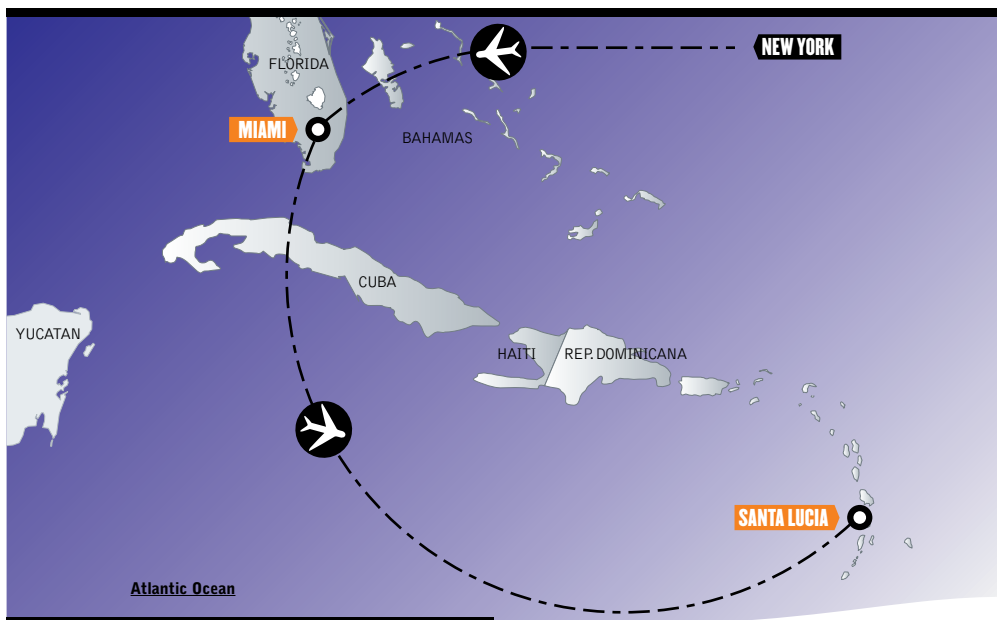 NEW YORK
FLORIDA
MIAMI
BAHAMAS
CUBA
YUCATAN
HAITI
REP. DOMINICANA
SANTA LUCIA
Atlantic Ocean